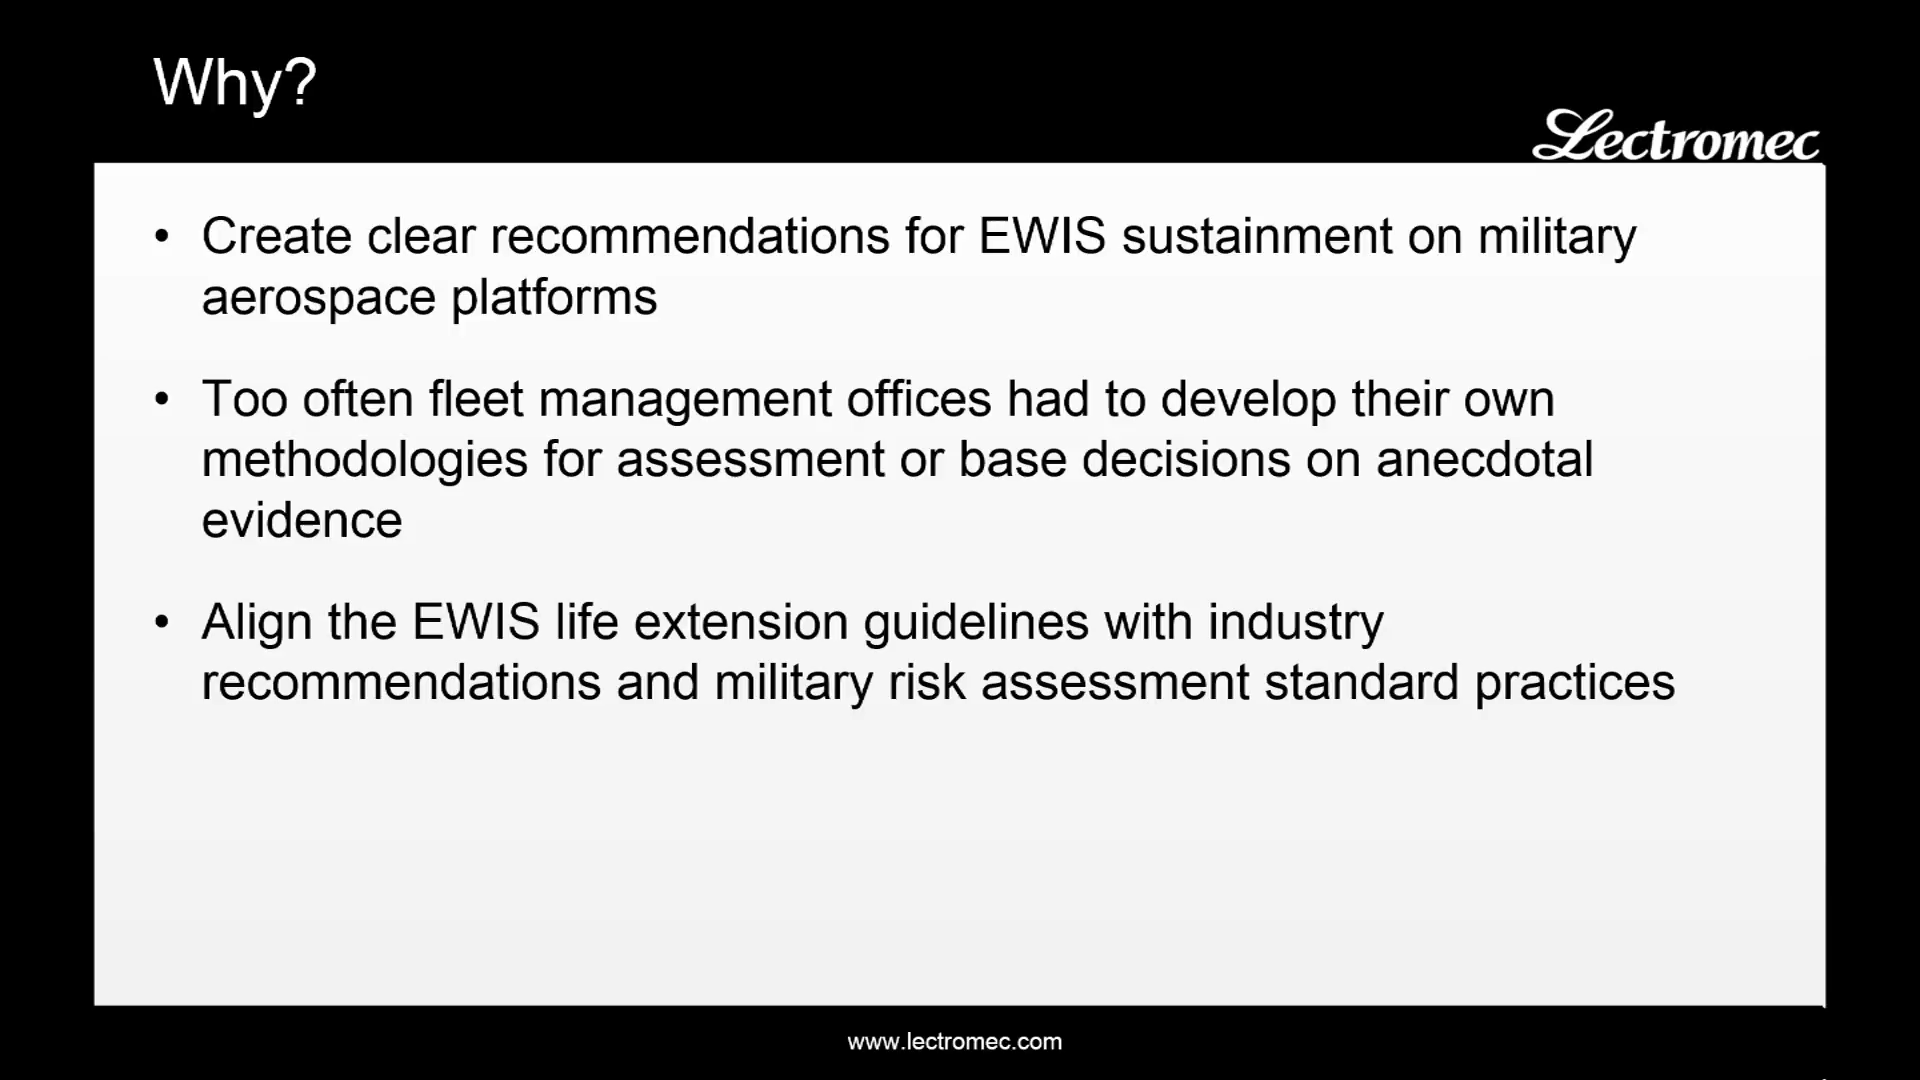 Why?
Lectromec
• Create clear recommendations for EWIS sustainment on military
aerospace platforms
• Too often fleet management offices had to develop their own
methodologies for assessment or base decisions on anecdotal
evidence
• Align the EWIS life extension guidelines with industry
recommendations and military risk assessment standard practices
www.lectromec.com